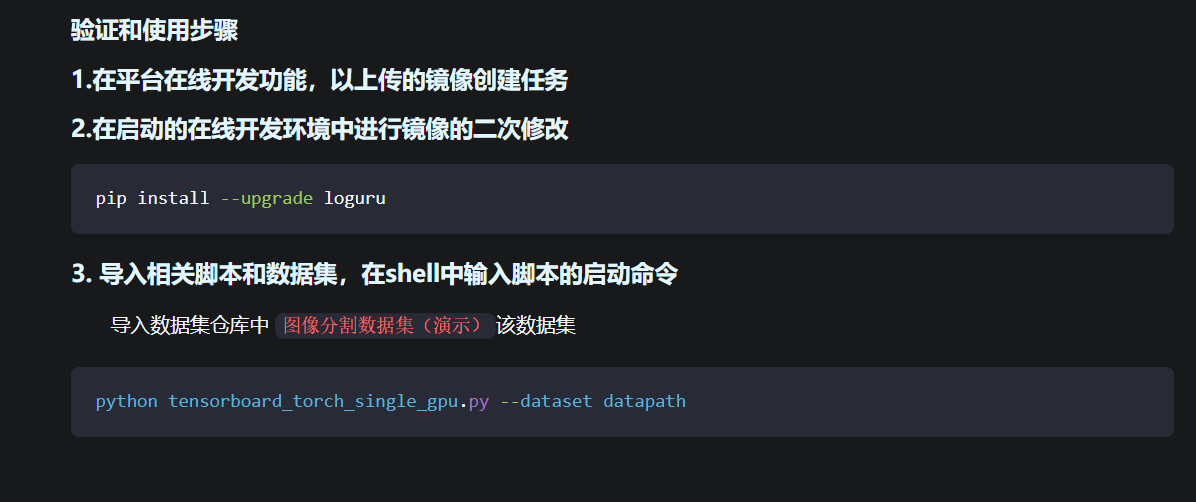 验证和使用步骤
1.在平台在线开发功能，以上传的镜像创建任务
2.在启动的在线开发环境中进行镜像的二次修改
pip install --upgrade loguru
3. 导入相关脚本和数据集，在shell中输入脚本的启动命令
导入数据集仓库中 图像分割数据集（演示） 该数据集
python tensorboard_torch_single_gpu.py --dataset datapath